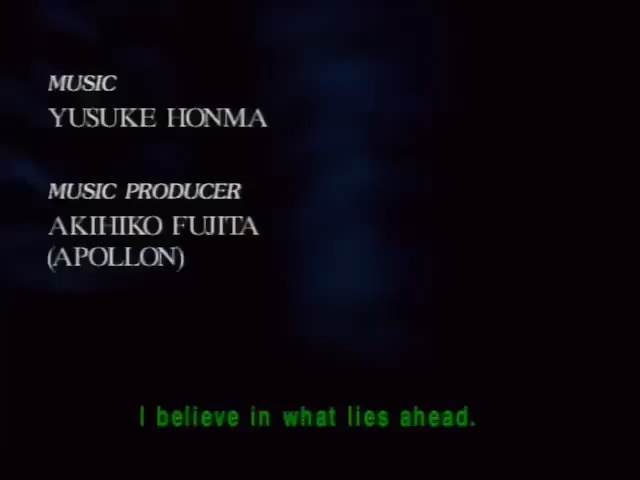 MUSIC
YUSUKE HONMA
MUSIC PRODUCER
AKIHIKO FUJITA
(APOLLON)
I believe in what lies ahead.